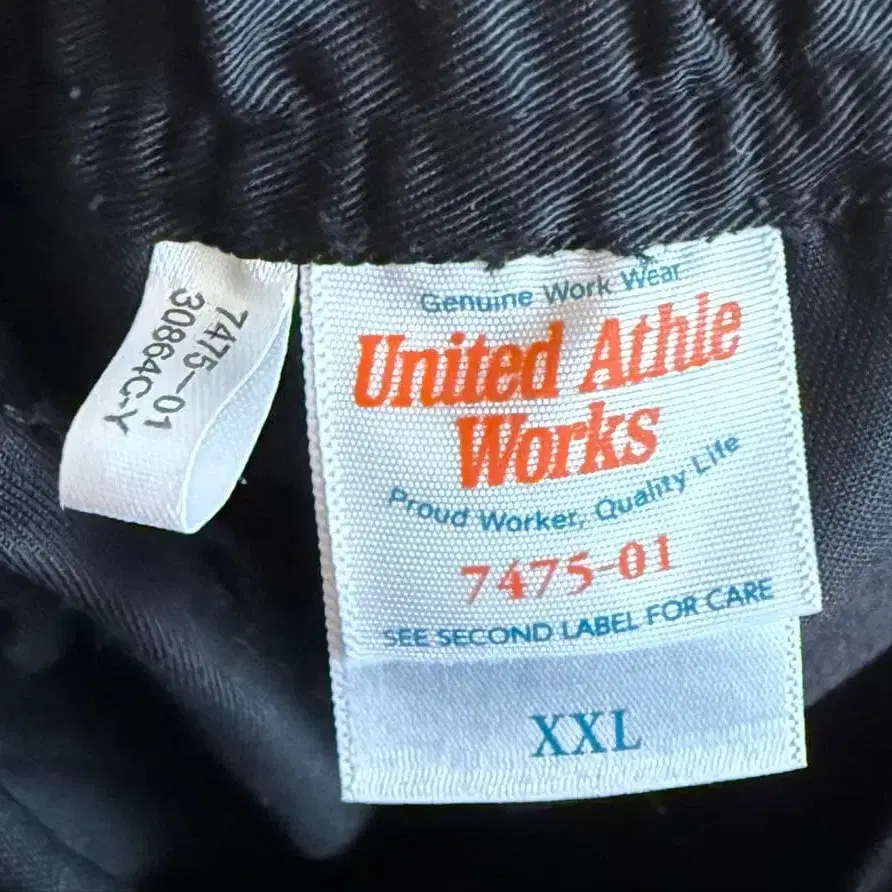 7475-01
30864C-Y
Genuine Work Wear
United Athle
Works
Proud Worker, Quality Life
7475-01
SEE SECOND LABEL FOR CARE
XXL